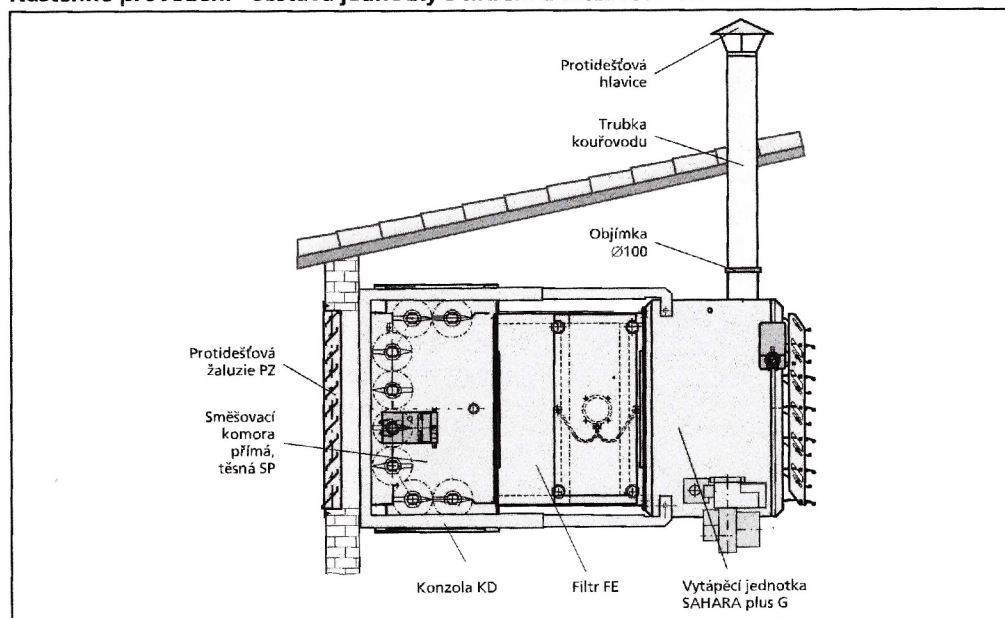 Protidešťová
hlavice
Trubka
kouřovodu
Objímka
Ø100
Protidešťová
žaluzie PZ
Směšovací
komora
přímá,
těsná SP
Konzola KD
Filtr FE
Vytápěcí jednotka
SAHARA plus G